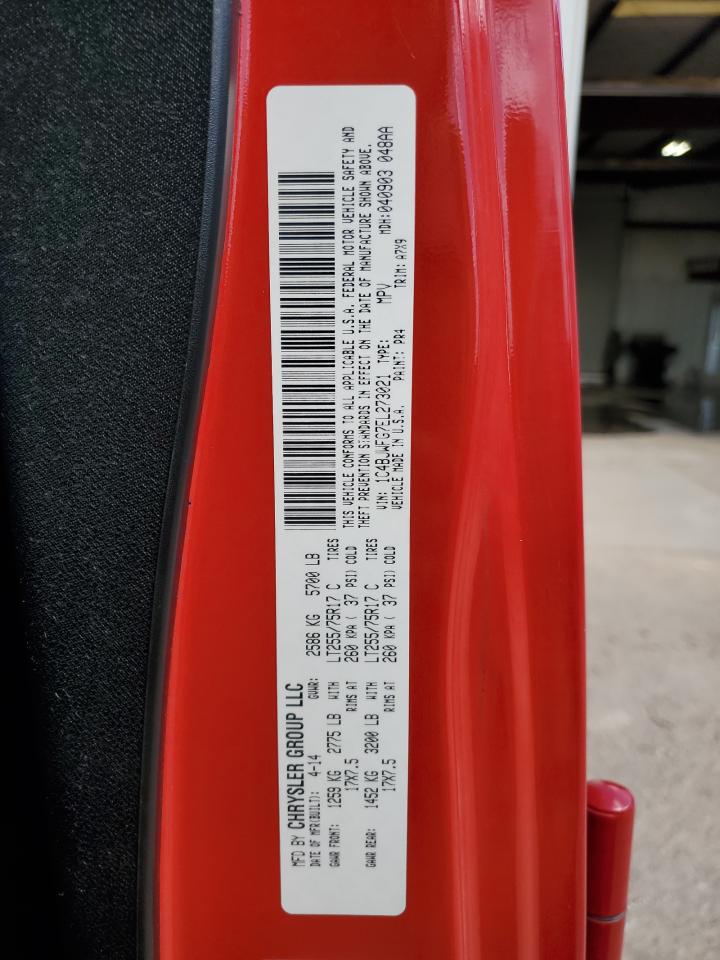 MFD BY CHRYSLER GROUP LLC
DATE OF MFR(BUILT): 4-14 GVWR: 2586 KG 5700 LB
GAWR FRONT: 1259 KG 2775 LB WITH LT255/75R17 C TIRES
17X7.5 RIMS AT 260 KPA ( 37 PSI) COLD
GAWR REAR: 1452 KG 3200 LB WITH LT255/75R17 C TIRES
17X7.5 RIMS AT 260 KPA ( 37 PSI) COLD
THIS VEHICLE CONFORMS TO ALL APPLICABLE U.S.A. FEDERAL MOTOR VEHICLE SAFETY AND
THEFT PREVENTION STANDARDS IN EFFECT ON THE DATE OF MANUFACTURE SHOWN ABOVE.
VIN: 1C4BJWFG7EL273021 TYPE: MPV MDH: 040903 048AA
VEHICLE MADE IN U.S.A. PAINT: PR4 TRIM: A7X9